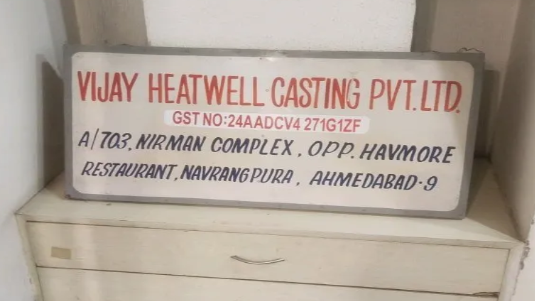 VIJAY HEATWELL CASTING PVT.LTD.
GST NO:24AADCV4 271G1ZF
A/703, NIRMAN COMPLEX, OPP. HAVMORE
RESTAURANT, NAVRANGPURA, AHMEDABAD-9